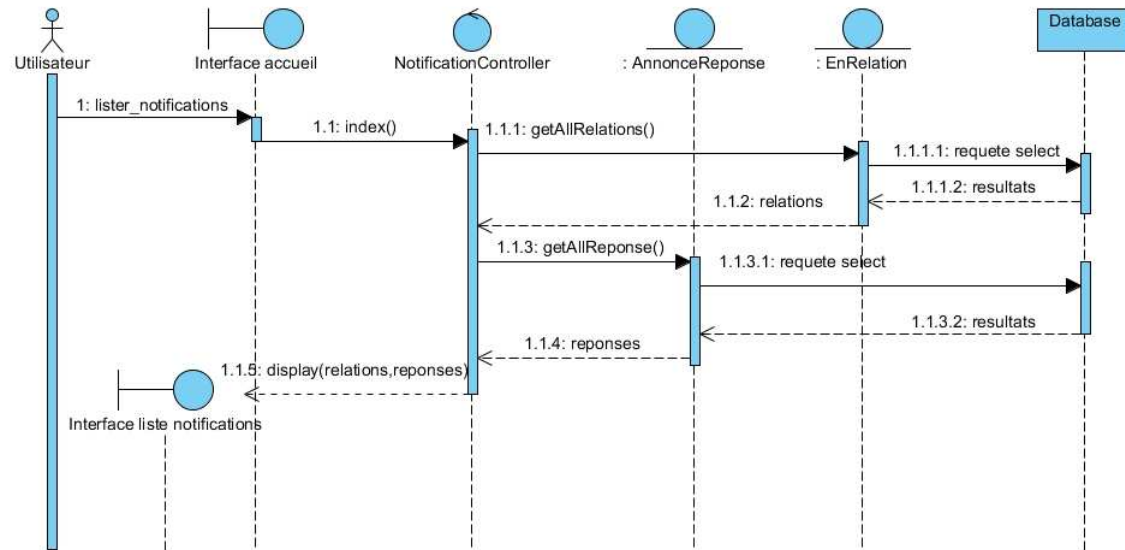 Utilisateur
Interface accueil
NotificationController
: AnnonceReponse
: EnRelation
Database
1: lister_notifications
1.1: index()
1.1.1: getAllRelations()
1.1.1.1: requete select
1.1.1.2: resultats
1.1.2: relations
1.1.3: getAllReponse()
1.1.3.1: requete select
1.1.3.2: resultats
1.1.4: reponses
1.1.5: display(relations,reponses)
Interface liste notifications